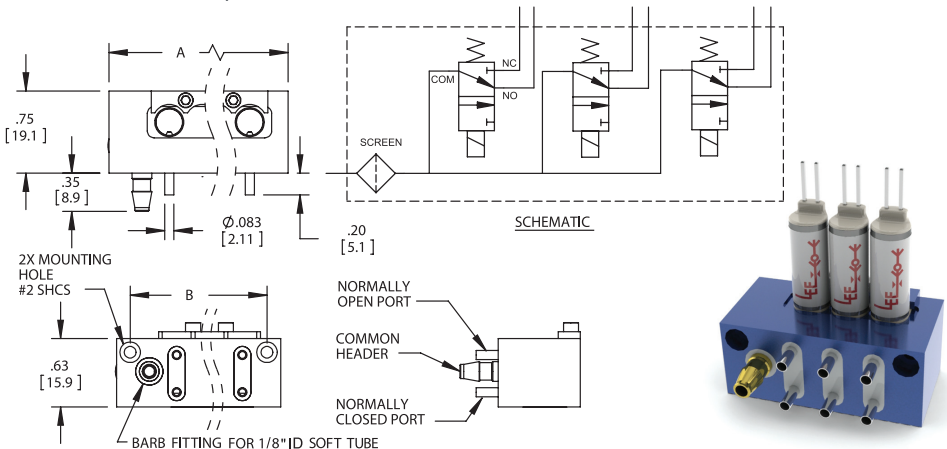 A
.75
[19.1]
.35
[8.9]
Ø.083
[2.11]
.20
[5.1]
COM
NC
NO
SCREEN
SCHEMATIC
2X MOUNTING
HOLE
#2 SHCS
B
.63
[15.9]
BARB FITTING FOR 1/8" ID SOFT TUBE
NORMALLY
OPEN PORT
COMMON
HEADER
NORMALLY
CLOSED PORT
LEE
LEE
LEE